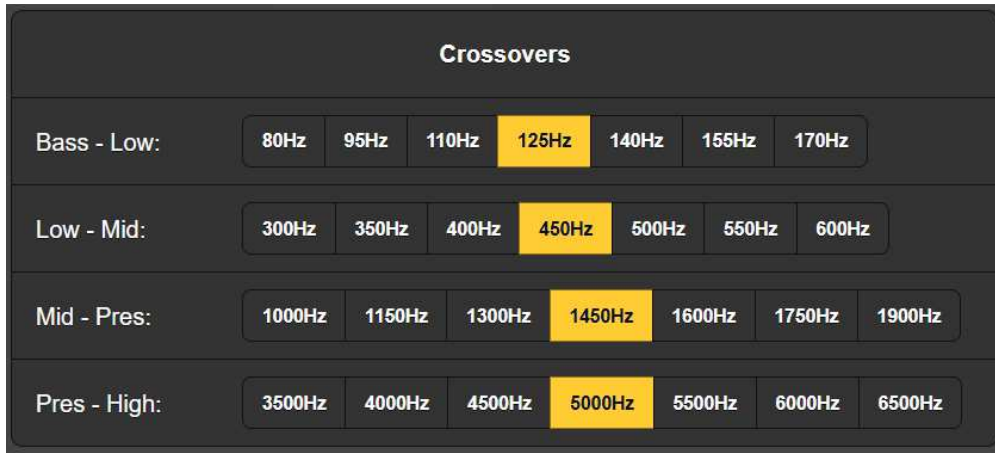 Crossovers
Bass - Low: 80Hz 95Hz 110Hz 125Hz 140Hz 155Hz 170Hz
Low - Mid: 300Hz 350Hz 400Hz 450Hz 500Hz 550Hz 600Hz
Mid - Pres: 1000Hz 1150Hz 1300Hz 1450Hz 1600Hz 1750Hz 1900Hz
Pres - High: 3500Hz 4000Hz 4500Hz 5000Hz 5500Hz 6000Hz 6500Hz